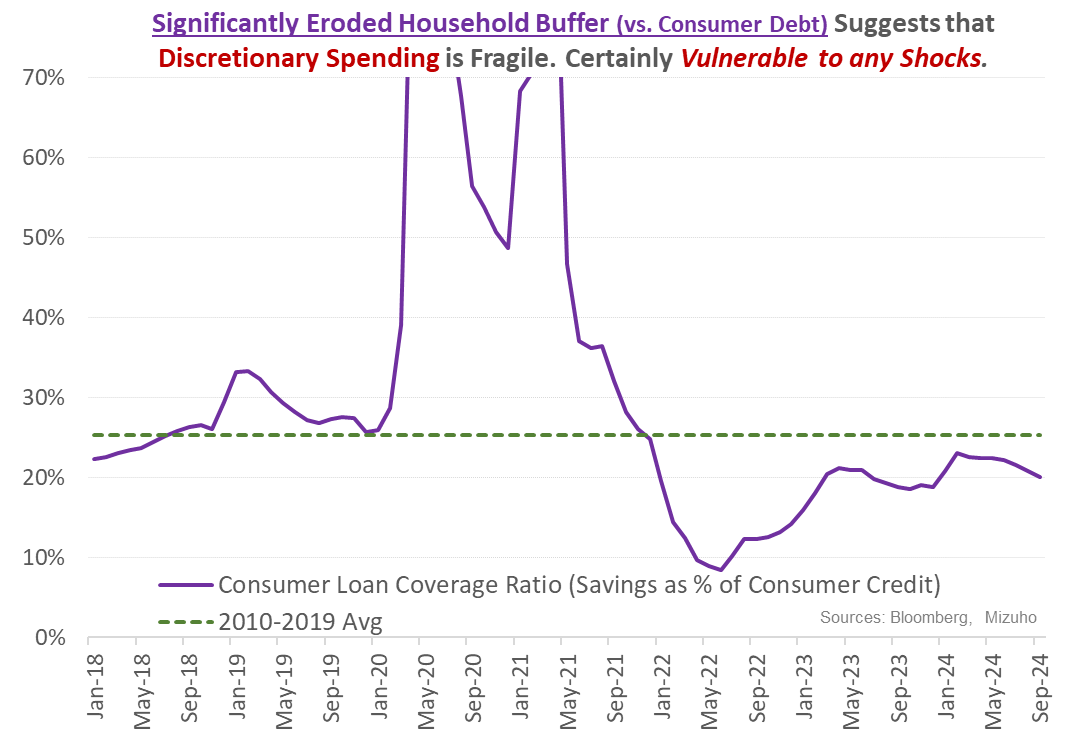 Significantly Eroded Household Buffer (vs. Consumer Debt) Suggests that
Discretionary Spending is Fragile. Certainly Vulnerable to any Shocks.
70%
60%
50%
40%
30%
20%
10%
0%
Consumer Loan Coverage Ratio (Savings as % of Consumer Credit)
2010-2019 Avg
Sources: Bloomberg, Mizuho
Jan-18
May-18
Sep-18
Jan-19
May-19
Sep-19
Jan-20
May-20
Sep-20
Jan-21
May-21
Sep-21
Jan-22
May-22
Sep-22
Jan-23
May-23
Sep-23
Jan-24
May-24
Sep-24